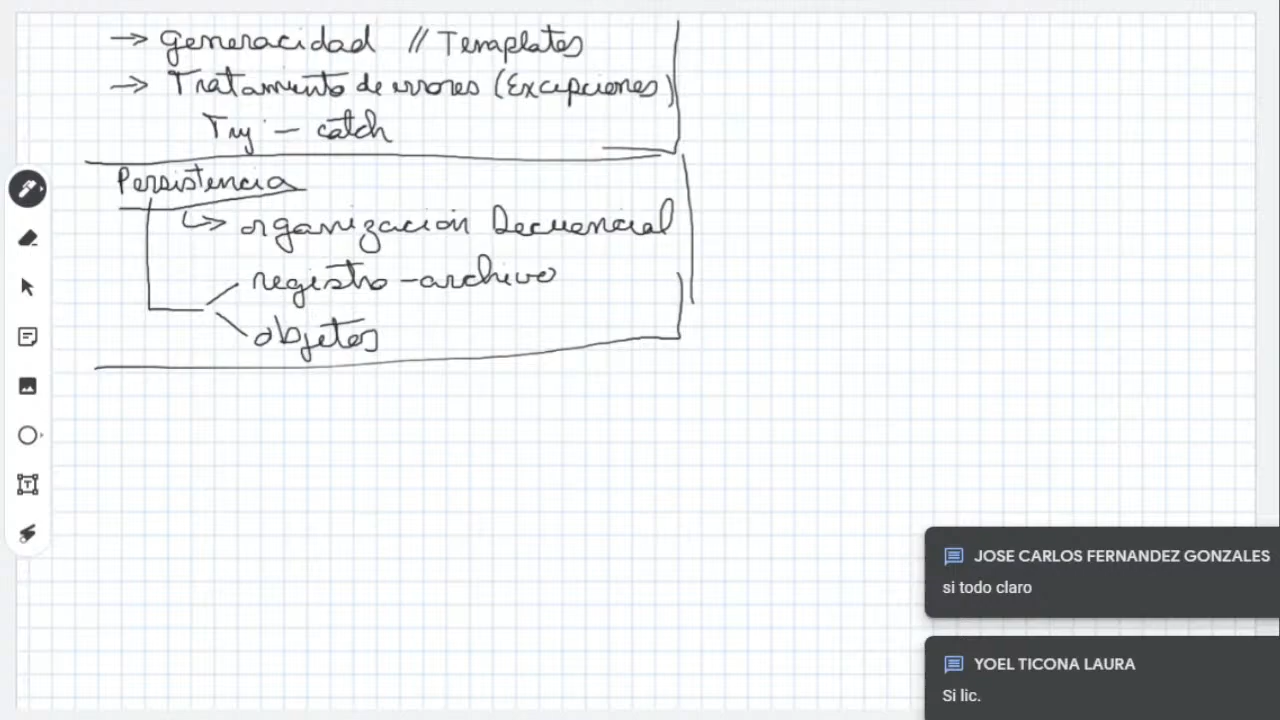 → Generacidad // Templates
→ Tratamiento de errores (Excepciones)
Try - catch
Persistencia
↳ organización Secuencial
registro - archivo
objetos
JOSE CARLOS FERNANDEZ GONZALES
si todo claro
YOEL TICONA LAURA
Si lic.